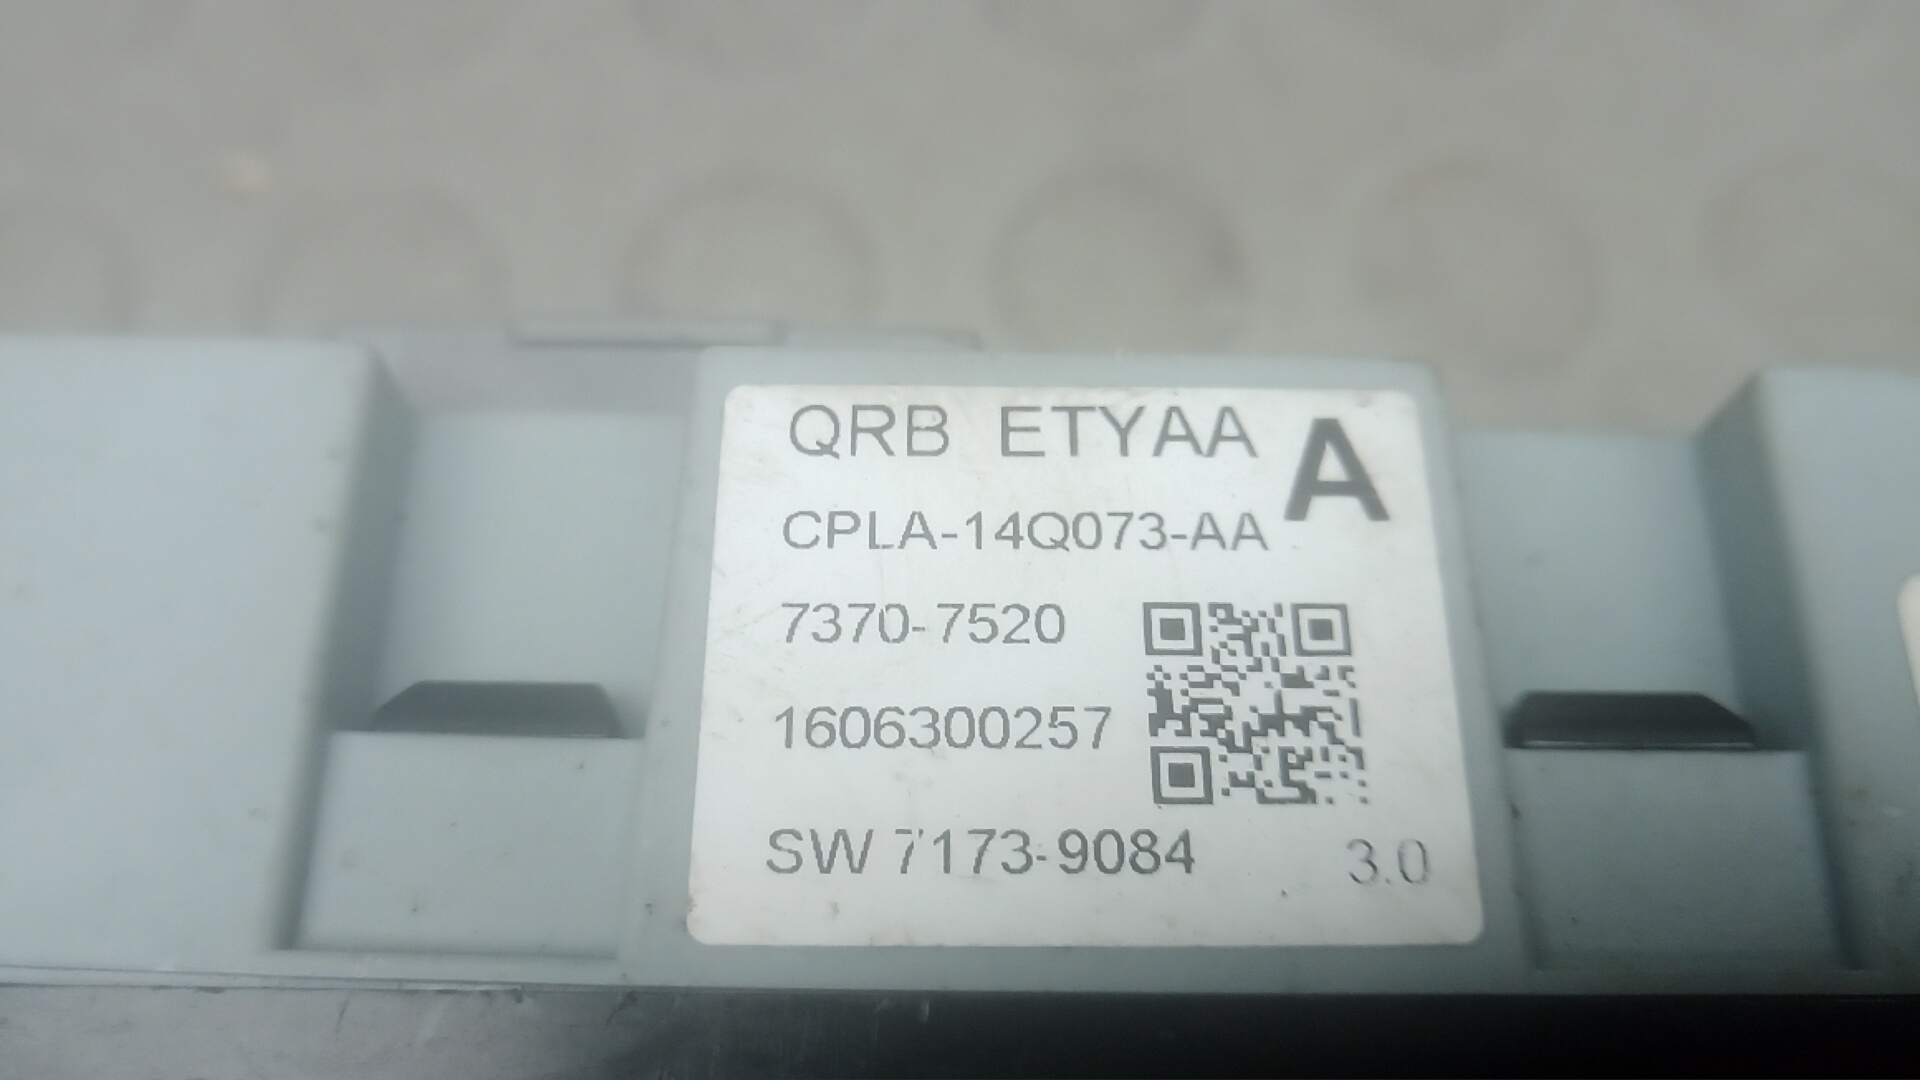 QRB ETYAA A
CPLA-14Q073-AA
7370-7520
1606300257
SW 7173-9084 3.0